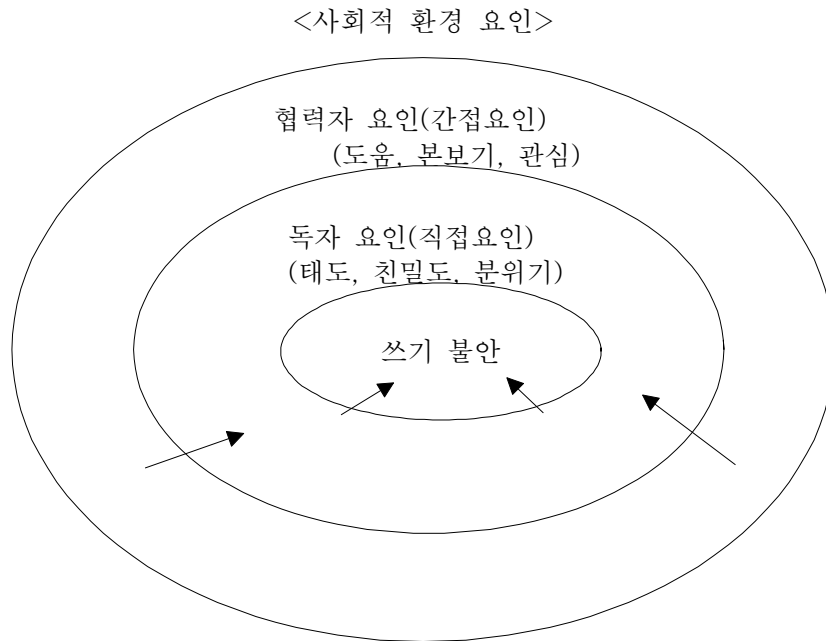 <사회적 환경 요인>
협력자 요인(간접요인)
(도움, 본보기, 관심)
독자 요인(직접요인)
(태도, 친밀도, 분위기)
쓰기 불안